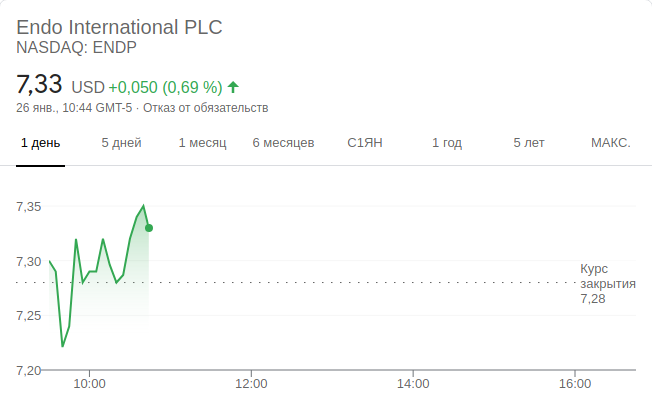 Endo International PLC
NASDAQ: ENDP
7,33 USD +0,050 (0,69 %)
26 янв., 10:44 GMT-5 · Отказ от обязательств
1 день 5 дней 1 месяц 6 месяцев С1ЯН 1 год 5 лет МАКС.
7,35
7,30
Курс
закрытия
7,28
7,25
7,20
10:00 12:00 14:00 16:00